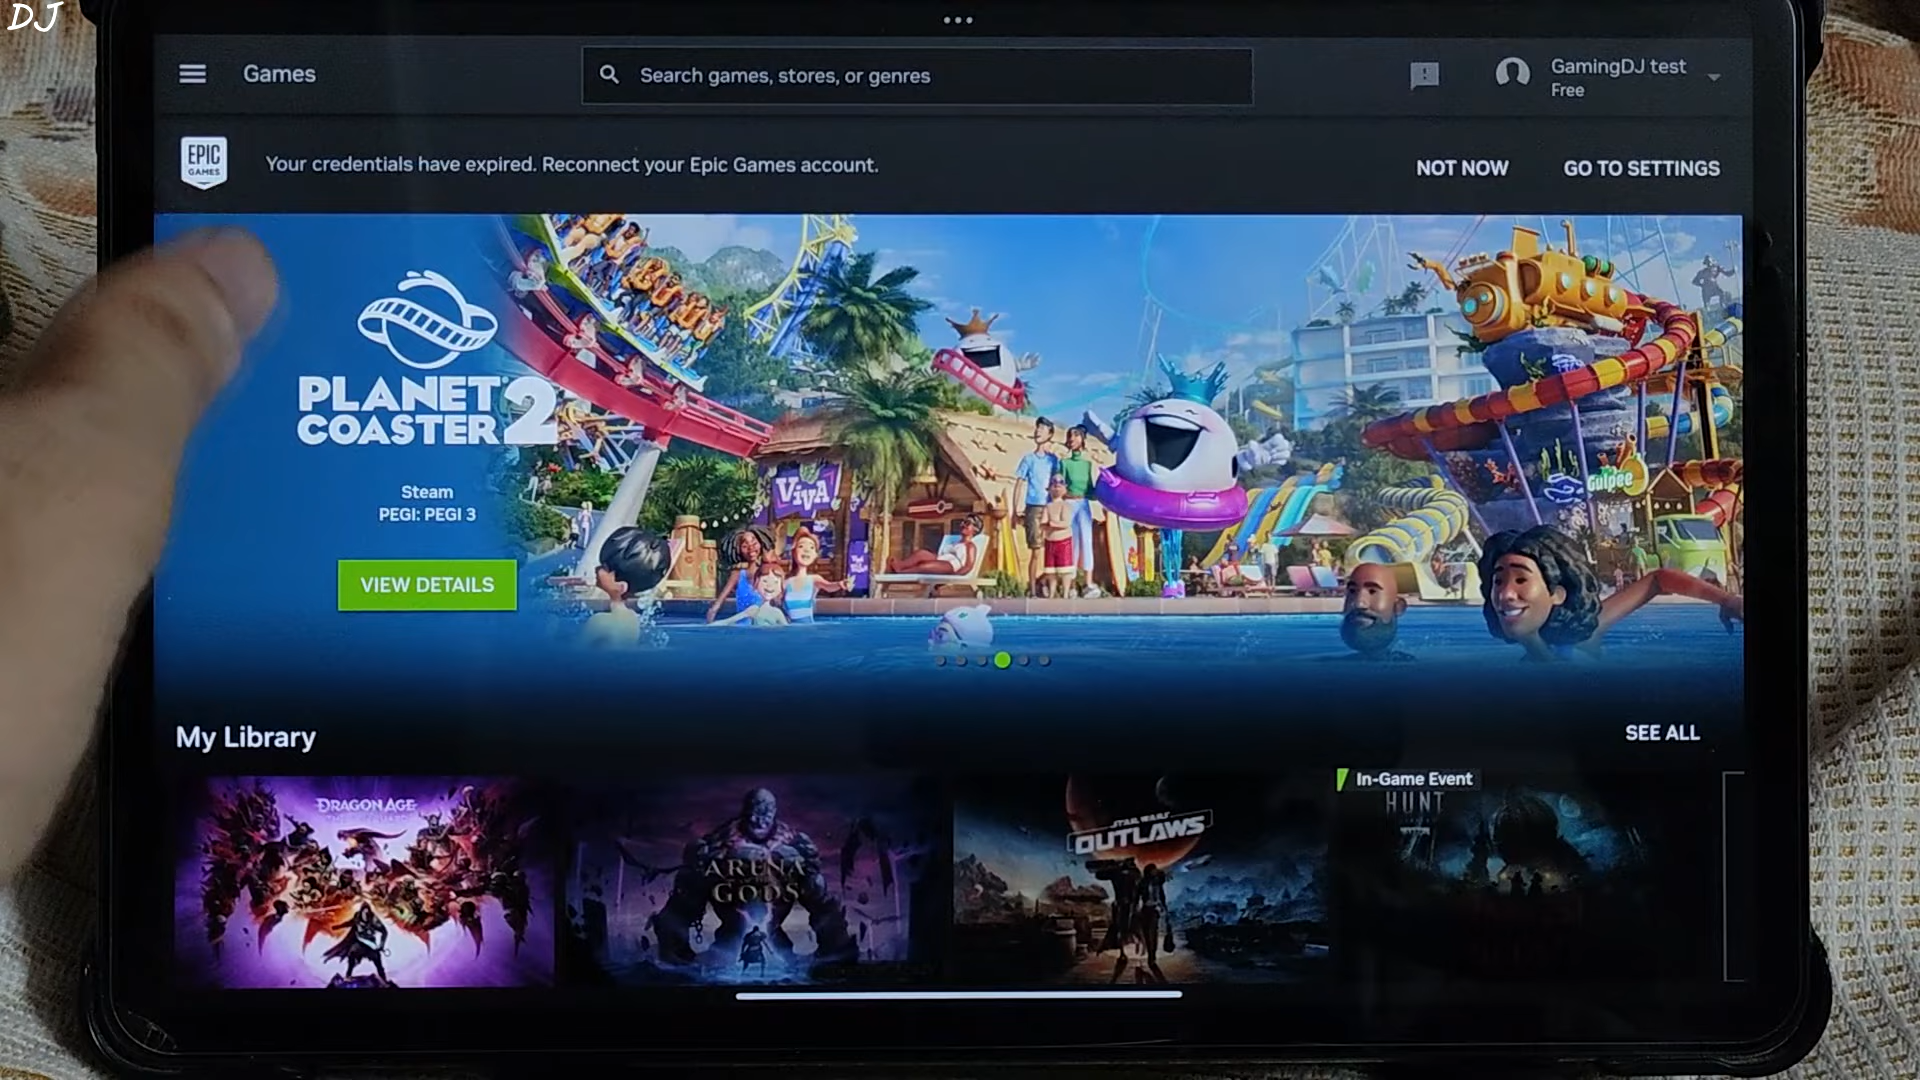 DJ
Games
Search games, stores, or genres
GamingDJ test
Free
EPIC
GAMES
Your credentials have expired. Reconnect your Epic Games account.
NOT NOW
GO TO SETTINGS
PLANET
COASTER 2
ViVA!
Gulpee
Steam
PEGI: PEGI 3
VIEW DETAILS
My Library
SEE ALL
In-Game Event
DRAGON AGE
ARENA
GODS
STAR WARS
OUTLAWS
HUNT